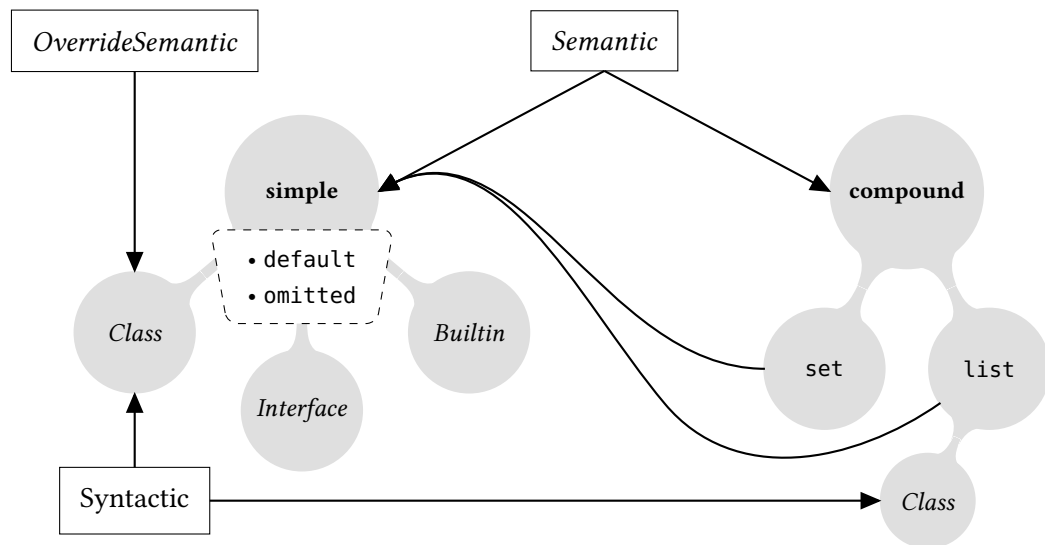 OverrideSemantic
Semantic
simple
compound
• default
• omitted
Class
Builtin
set
list
Interface
Syntactic
Class